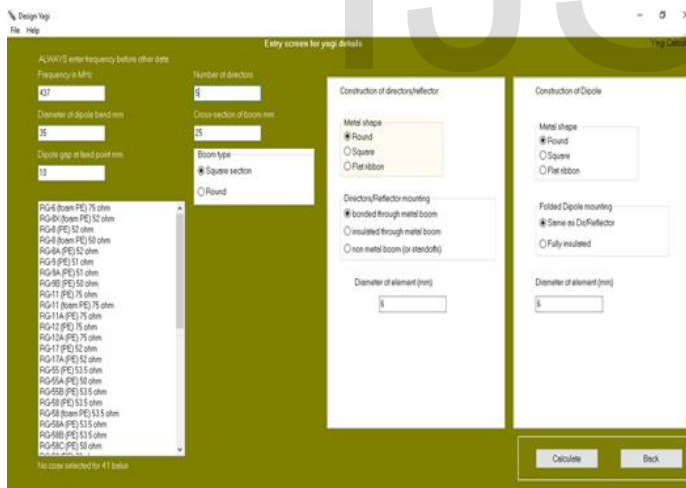 Design Yagi
File Help
Entry screen for yagi details
ALWAYS enter frequency before other data
Frequency in MHz
437
Number of directors
5
Diameter of dipole bend mm
35
Cross-section of boom mm
25
Dipole gap at feed point mm
10
Boom type
Square section
Round
RG-6 (foam PE) 75 ohm
RG-8X (foam PE) 52 ohm
RG-8 (PE) 52 ohm
RG-8 (foam PE) 50 ohm
RG-8A (PE) 52 ohm
RG-9 (PE) 51 ohm
RG-9A (PE) 51 ohm
RG-9B (PE) 50 ohm
RG-11 (PE) 75 ohm
RG-11 (foam PE) 75 ohm
RG-11A (PE) 75 ohm
RG-12 (PE) 75 ohm
RG-12A (PE) 75 ohm
RG-17 (PE) 52 ohm
RG-17A (PE) 52 ohm
RG-55 (PE) 53.5 ohm
RG-55A (PE) 50 ohm
RG-55B (PE) 53.5 ohm
RG-58 (PE) 53.5 ohm
RG-58 (foam PE) 53.5 ohm
RG-58A (PE) 53.5 ohm
RG-58B (PE) 53.5 ohm
RG-58C (PE) 50 ohm
No coax selected for 4:1 balun
Construction of directors/reflector
Metal shape
Round
Square
Flat ribbon
Directors/Reflector mounting
bonded through metal boom
insulated through metal boom
non metal boom (or standoffs)
Diameter of element (mm)
6
Construction of Dipole
Metal shape
Round
Square
Flat ribbon
Folded Dipole mounting
Same as Dir/Reflector
Fully insulated
Diameter of element (mm)
6
Calculate
Back